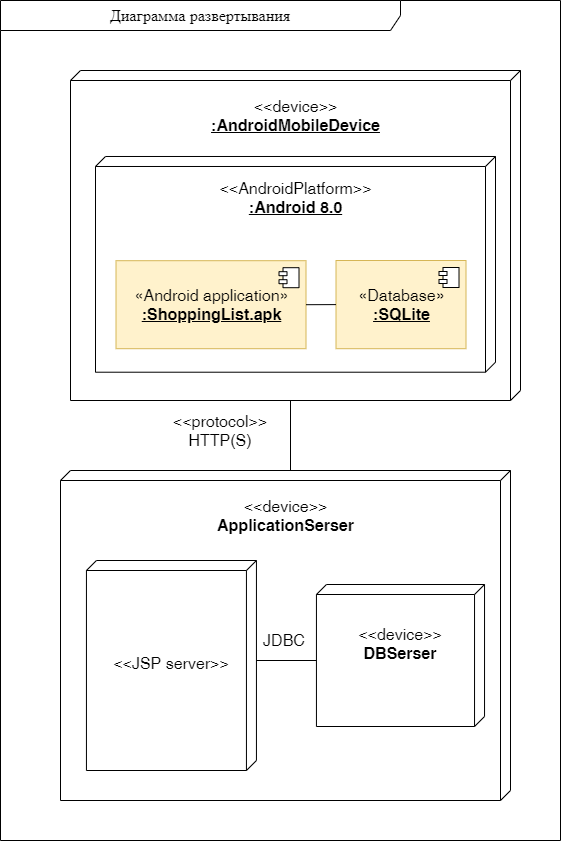 Диаграмма развертывания
<<device>>
:AndroidMobileDevice
<<AndroidPlatform>>
:Android 8.0
«Android application»
:ShoppingList.apk
«Database»
:SQLite
<<protocol>>
HTTP(S)
<<device>>
ApplicationSerser
<<JSP server>>
JDBC
<<device>>
DBSerser